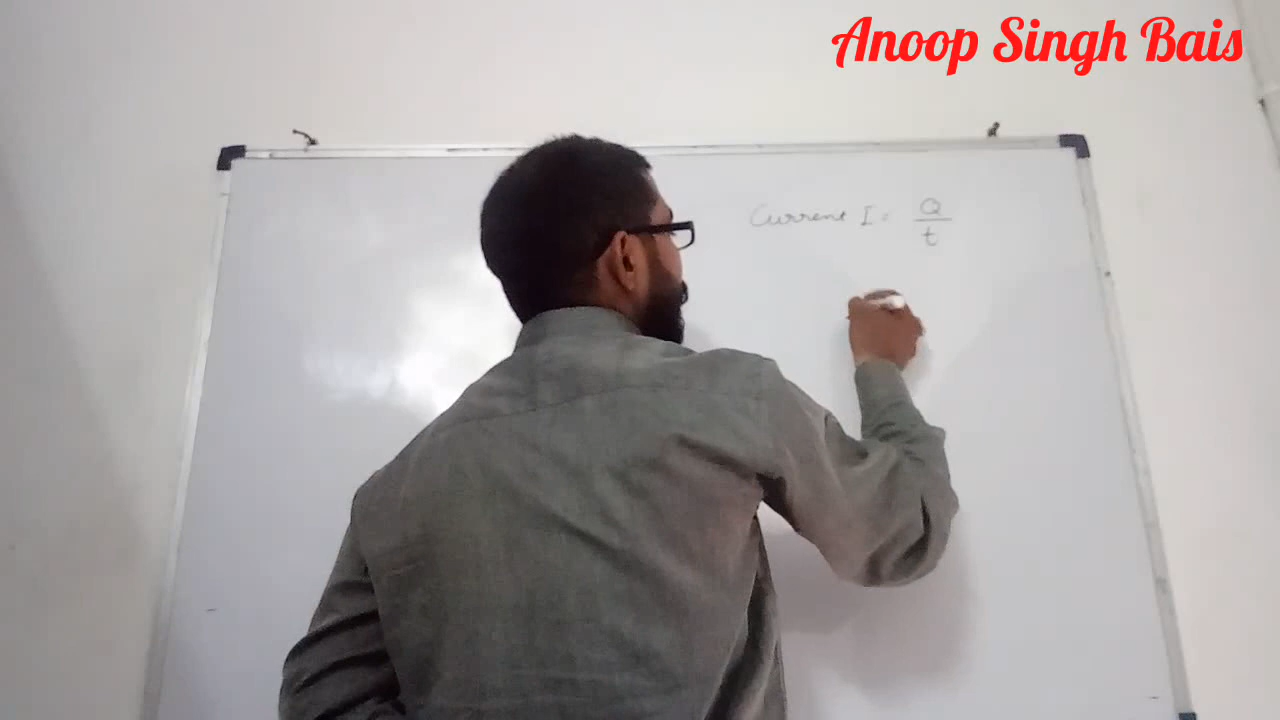 Anoop Singh Bais
Current I = Q/t